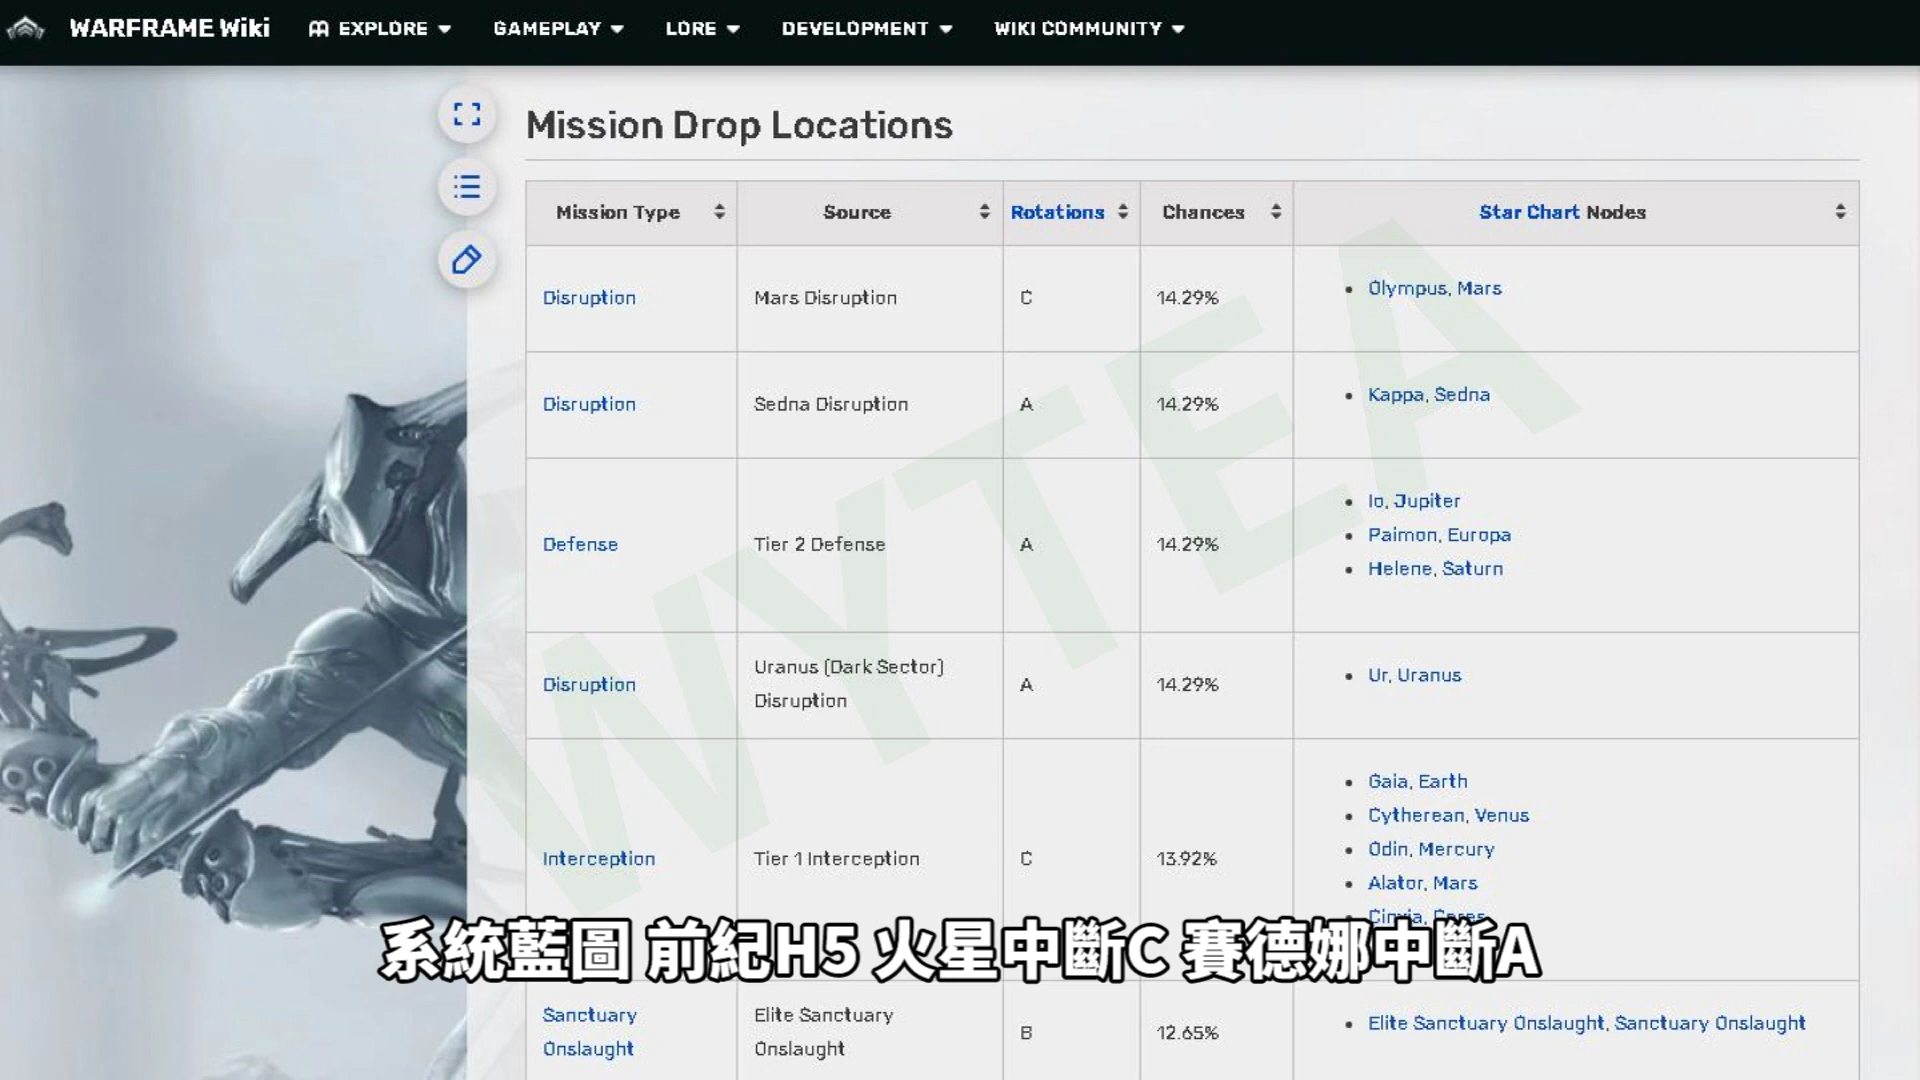 WARFRAME Wiki EXPLORE GAMEPLAY LORE DEVELOPMENT WIKI COMMUNITY
Mission Drop Locations
Mission Type Source Rotations Chances Star Chart Nodes
Disruption Mars Disruption C 14.29% Olympus, Mars
Disruption Sedna Disruption A 14.29% Kappa, Sedna
Defense Tier 2 Defense A 14.29%
Io, Jupiter
Paimon, Europa
Helene, Saturn
Disruption Uranus (Dark Sector) Disruption A 14.29% Ur, Uranus
Interception Tier 1 Interception C 13.92%
Gaia, Earth
Cytherean, Venus
Odin, Mercury
Alator, Mars
Cinxia, Ceres
Sanctuary Onslaught Elite Sanctuary Onslaught B 12.65% Elite Sanctuary Onslaught, Sanctuary Onslaught
WYTEA
系統藍圖 前紀H5 火星中斷C 賽德娜中斷A